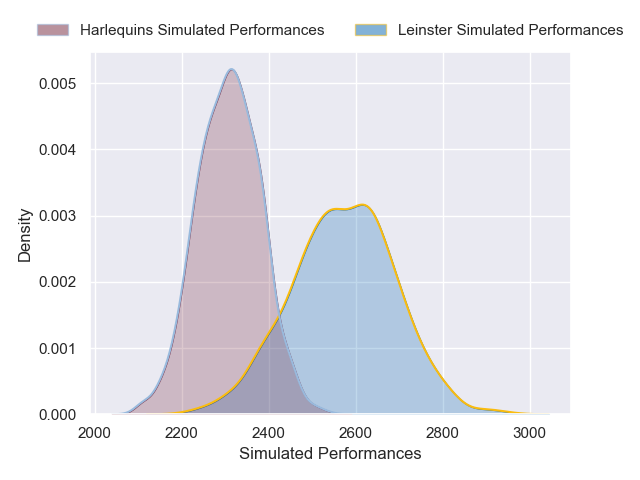 Harlequins Simulated Performances Leinster Simulated Performances
0.005
0.004
0.003
0.002
0.001
0.000
Density
2000 2200 2400 2600 2800 3000
Simulated Performances